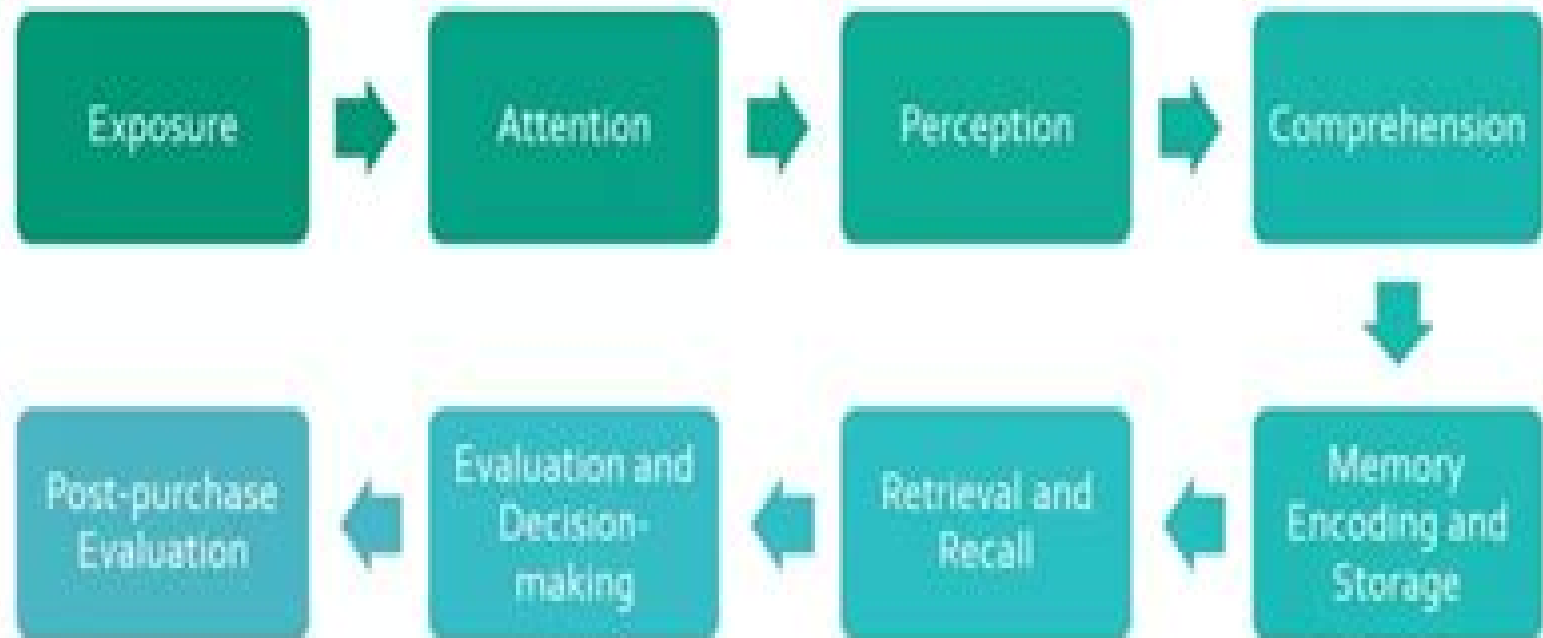 Exposure
Attention
Perception
Comprehension
Memory
Encoding and
Storage
Retrieval and
Recall
Evaluation and
Decision-
making
Post-purchase
Evaluation